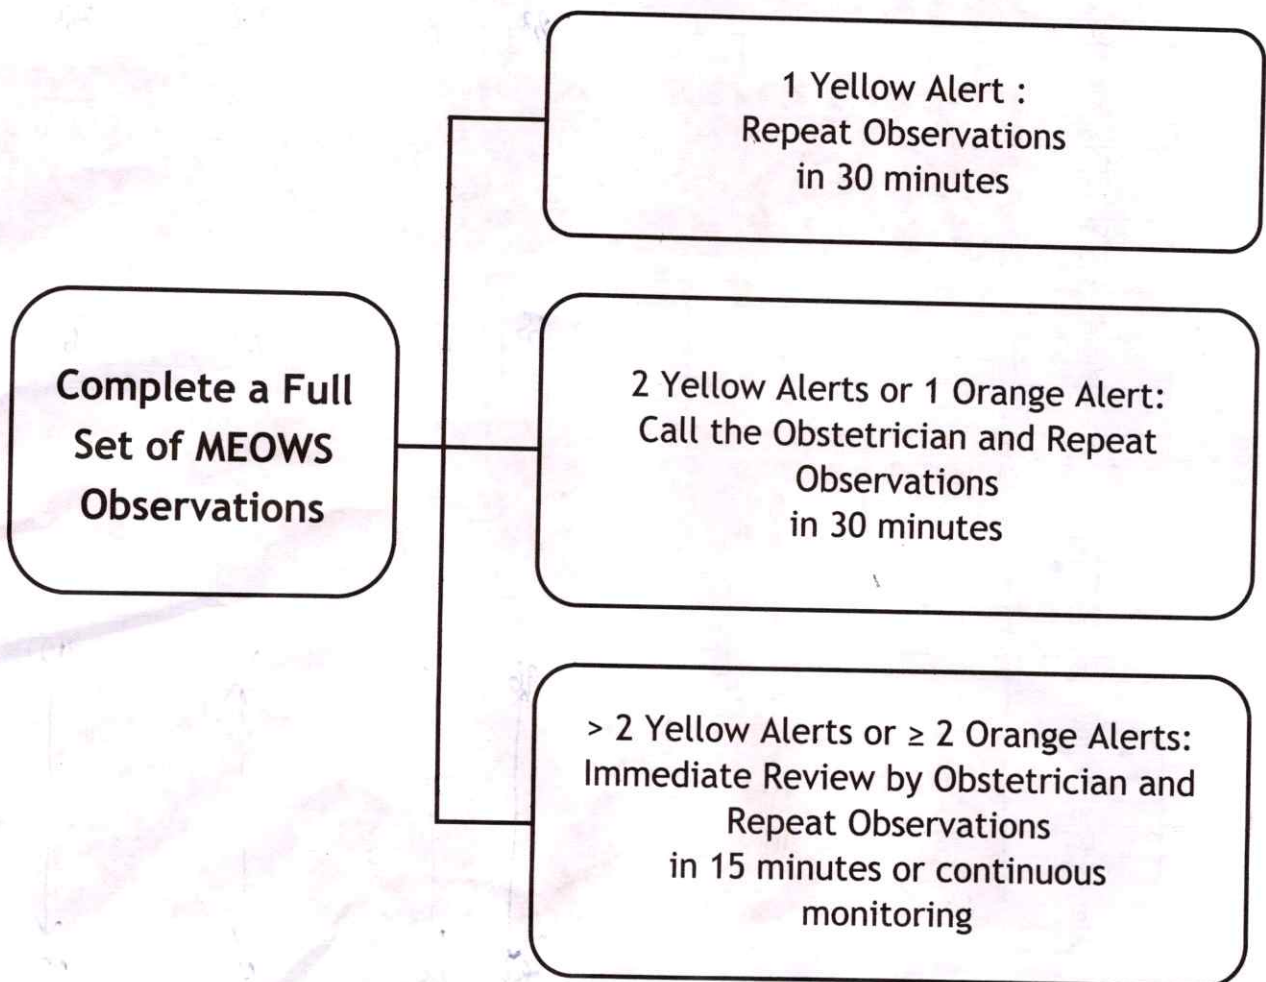 1 Yellow Alert :
Repeat Observations
in 30 minutes
Complete a Full
Set of MEOWS
Observations
2 Yellow Alerts or 1 Orange Alert:
Call the Obstetrician and Repeat
Observations
in 30 minutes
> 2 Yellow Alerts or ≥ 2 Orange Alerts:
Immediate Review by Obstetrician and
Repeat Observations
in 15 minutes or continuous
monitoring